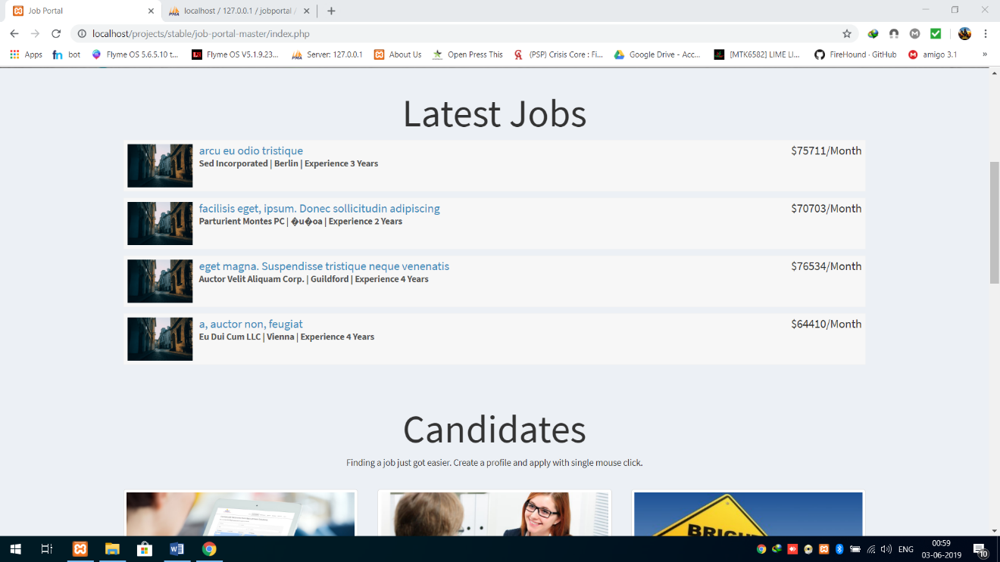 Job Portal
localhost / 127.0.0.1 / jobportal /
localhost/projects/stable/job-portal-master/index.php
Apps
bot
Flyme OS 5.6.5.10 t...
Flyme OS V5.1.9.23...
Server: 127.0.0.1
About Us
Open Press This
(PSP) Crisis Core : Fi...
Google Drive - Acc...
[MTK6582] LIME LI...
FireHound · GitHub
amigo 3.1
»
Latest Jobs
arcu eu odio tristique
$75711/Month
Sed Incorporated | Berlin | Experience 3 Years
facilisis eget, ipsum. Donec sollicitudin adipiscing
$70703/Month
Parturient Montes PC | �u�oa | Experience 2 Years
eget magna. Suspendisse tristique neque venenatis
$76534/Month
Auctor Velit Aliquam Corp. | Guildford | Experience 4 Years
a, auctor non, feugiat
$64410/Month
Eu Dui Cum LLC | Vienna | Experience 4 Years
Candidates
Finding a job just got easier. Create a profile and apply with single mouse click.
ENG
00:59
03-06-2019
10